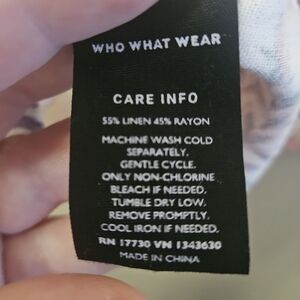 WHO WHAT WEAR
CARE INFO
55% LINEN 45% RAYON
MACHINE WASH COLD
SEPARATELY.
GENTLE CYCLE.
ONLY NON-CHLORINE
BLEACH IF NEEDED.
TUMBLE DRY LOW.
REMOVE PROMPTLY.
COOL IRON IF NEEDED.
RN 17730 VN 1343630
MADE IN CHINA